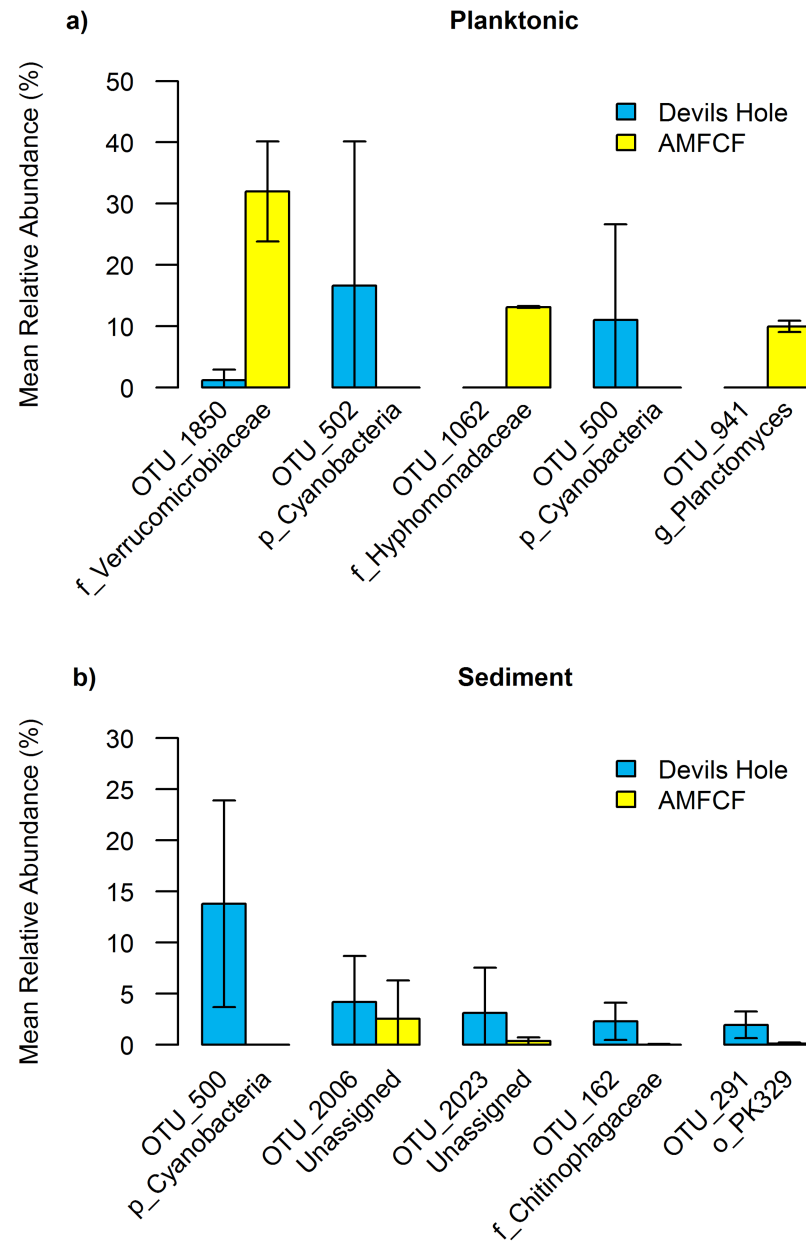 a)
Planktonic
Mean Relative Abundance (%)
50
40
30
20
10
0
Devils Hole
AMFCF
OTU_1850
f_Verrucomicrobiaceae
OTU_502
p_Cyanobacteria
OTU_1062
f_Hyphomonadaceae
OTU_500
p_Cyanobacteria
OTU_941
g_Planctomyces
b)
Sediment
Mean Relative Abundance (%)
30
25
20
15
10
5
0
Devils Hole
AMFCF
OTU_500
p_Cyanobacteria
OTU_2006
Unassigned
OTU_2023
Unassigned
OTU_162
f_Chitinophagaceae
OTU_291
o_PK329